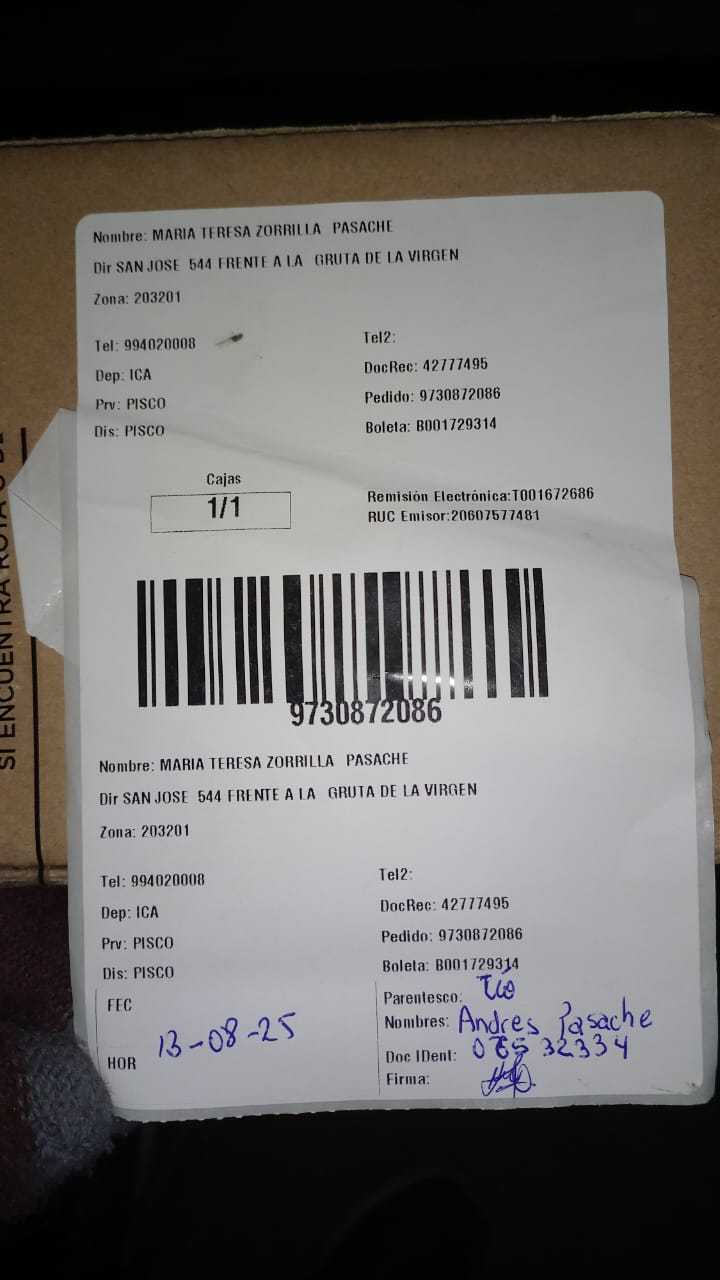 Nombre: MARIA TERESA ZORRILLA PASACHE
Dir SAN JOSE 544 FRENTE A LA GRUTA DE LA VIRGEN
Zona: 203201
Tel: 994020008 Tel2:
Dep: ICA DocRec: 42777495
Prv: PISCO Pedido: 9730872086
Dis: PISCO Boleta: B001729314
Cajas
1/1
Remisión Electrónica:T001672686
RUC Emisor:20607577481
9730872086
Nombre: MARIA TERESA ZORRILLA PASACHE
Dir SAN JOSE 544 FRENTE A LA GRUTA DE LA VIRGEN
Zona: 203201
Tel: 994020008 Tel2:
Dep: ICA DocRec: 42777495
Prv: PISCO Pedido: 9730872086
Dis: PISCO Boleta: B001729314
FEC Parentesco: Tío
13-08-25 Nombres: Andres Pasache
HOR Doc IDent:
Firma:
SI ENCUENTRA ROTA O DE